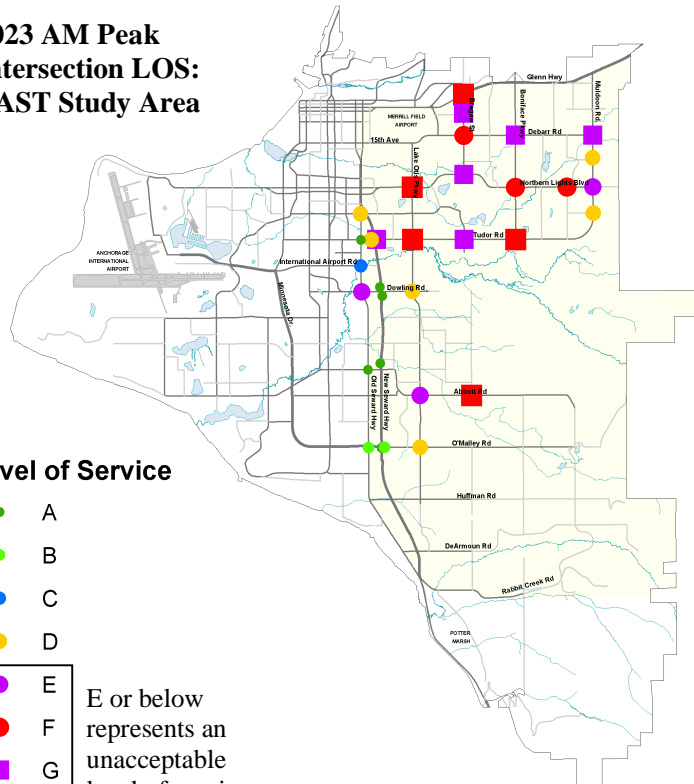 023 AM Peak
ntersection LOS:
AST Study Area
Glenn Hwy
MERRILL FIELD
AIRPORT
15th Ave
Bragaw St
Boniface Pkwy
Muldoon Rd.
Debarr Rd
Lake Otis Pkwy
Northern Lights Blvd
Tudor Rd
ANCHORAGE
INTERNATIONAL
AIRPORT
International Airport Rd
Minnesota Dr.
Dowling Rd
Old Seward Hwy
New Seward Hwy
Abbott Rd
O'Malley Rd
Huffman Rd
DeArmoun Rd
Rabbit Creek Rd
POTTER
MARSH
vel of Service
A
B
C
D
E
F
G
E or below
represents an
unacceptable